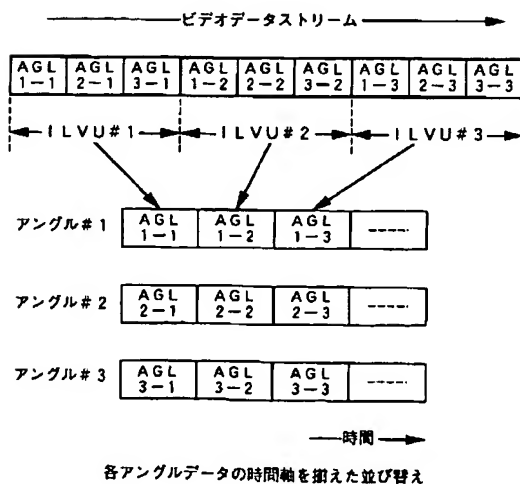 ビデオデータストリーム
AGL 1-1 AGL 2-1 AGL 3-1 AGL 1-2 AGL 2-2 AGL 3-2 AGL 1-3 AGL 2-3 AGL 3-3
ILVU#1 ILVU#2 ILVU#3
アングル#1 AGL 1-1 AGL 1-2 AGL 1-3
アングル#2 AGL 2-1 AGL 2-2 AGL 2-3
アングル#3 AGL 3-1 AGL 3-2 AGL 3-3
時間
各アングルデータの時間軸を揃えた並び替え